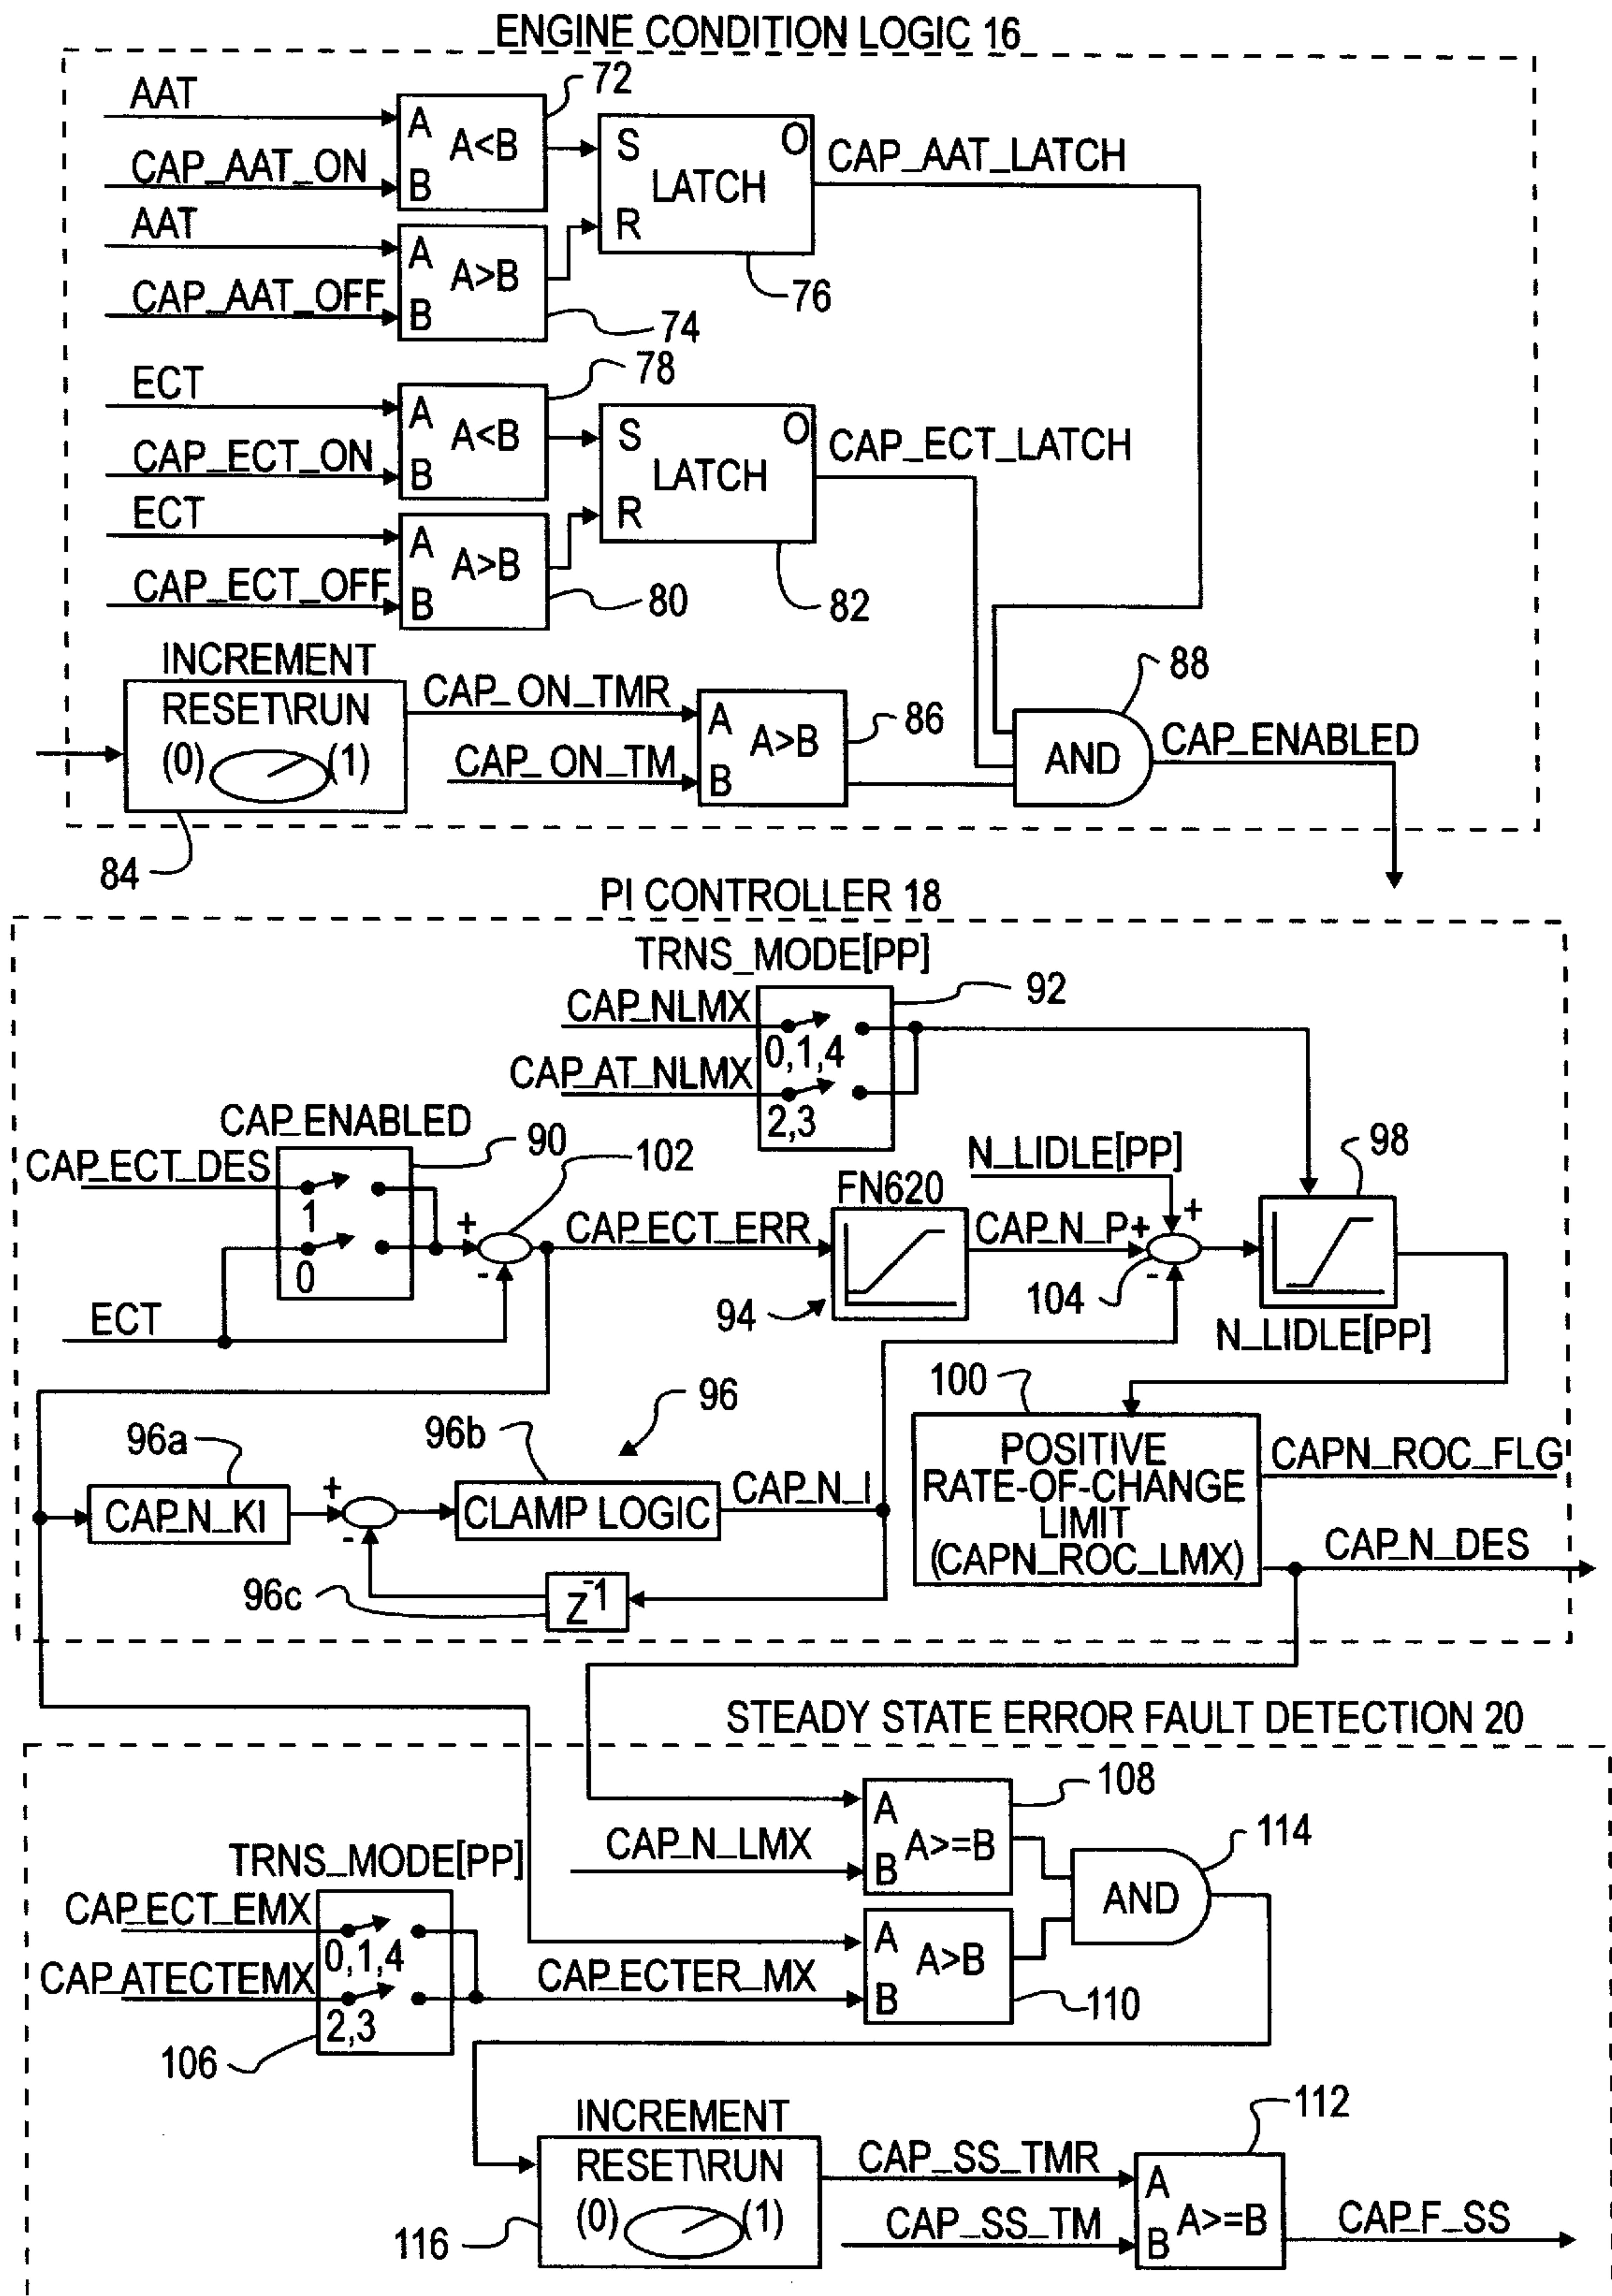 ENGINE CONDITION LOGIC 16
AAT
A
A<B
72
CAP_AAT_ON
B
S
LATCH
O
CAP_AAT_LATCH
AAT
A
A>B
R
76
CAP_AAT_OFF
B
74
ECT
A
A<B
78
CAP_ECT_ON
B
S
LATCH
O
CAP_ECT_LATCH
ECT
A
A>B
R
82
CAP_ECT_OFF
B
80
INCREMENT
RESET\RUN
(0)
(1)
84
CAP_ON_TMR
A
A>B
86
CAP_ON_TM
B
88
AND
CAP_ENABLED
PI CONTROLLER 18
TRNS_MODE[PP]
CAP_NLMX
92
0,1,4
CAP_AT_NLMX
2,3
CAP_ENABLED
90
CAP_ECT_DES
1
0
102
+
-
ECT
CAP_ECT_ERR
FN620
94
CAP_N_P+
N_LIDLE[PP]
+
-
104
98
N_LIDLE[PP]
96
96a
CAP_N_KI
+
-
96b
CLAMP LOGIC
CAP_N_I
96c
Z-1
100
POSITIVE
RATE-OF-CHANGE
LIMIT
(CAPN_ROC_LMX)
CAPN_ROC_FLG
CAP_N_DES
STEADY STATE ERROR FAULT DETECTION 20
A
A>=B
108
CAP_N_LMX
B
114
AND
TRNS_MODE[PP]
CAP_ECT_EMX
0,1,4
CAP_ATECTEMX
2,3
106
CAP_ECTER_MX
A
A>B
B
110
INCREMENT
RESET\RUN
(0)
(1)
116
CAP_SS_TMR
A
A>=B
112
CAP_SS_TM
B
CAP_F_SS